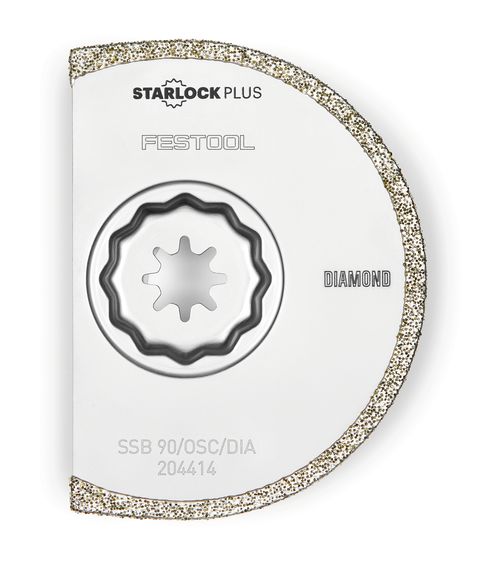 STARLOCK PLUS
FESTOOL
DIAMOND
SSB 90/OSC/DIA
204414